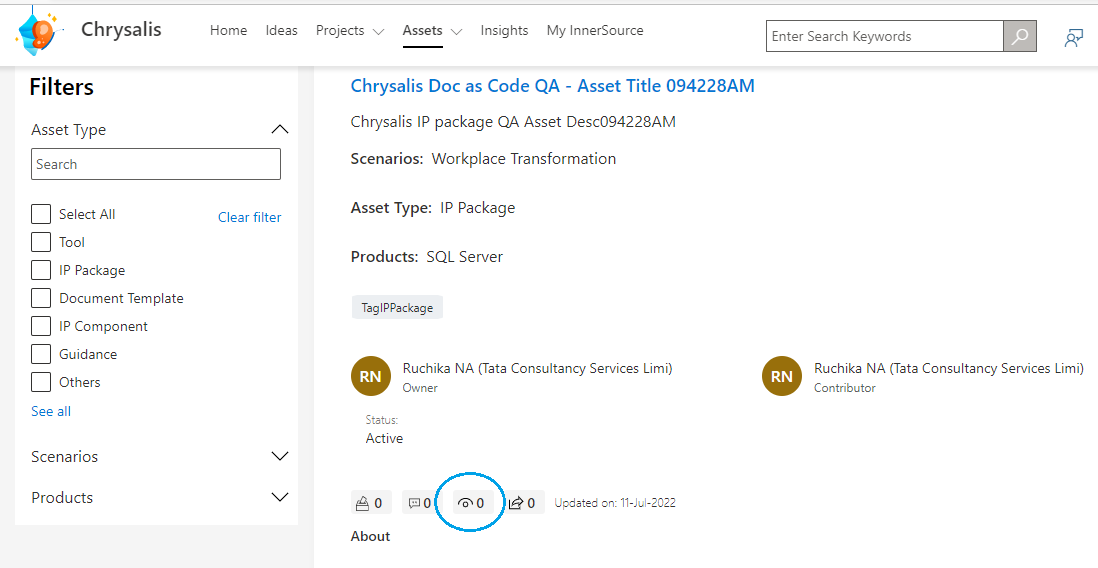 Chrysalis
Home Ideas Projects Assets Insights My InnerSource
Enter Search Keywords
Filters
Asset Type
Search
Select All
Clear filter
Tool
IP Package
Document Template
IP Component
Guidance
Others
See all
Scenarios
Products
Chrysalis Doc as Code QA - Asset Title 094228AM
Chrysalis IP package QA Asset Desc094228AM
Scenarios: Workplace Transformation
Asset Type: IP Package
Products: SQL Server
TagIPPackage
RN
Ruchika NA (Tata Consultancy Services Limi)
Owner
RN
Ruchika NA (Tata Consultancy Services Limi)
Contributor
Status:
Active
0 0 0 0 Updated on: 11-Jul-2022
About